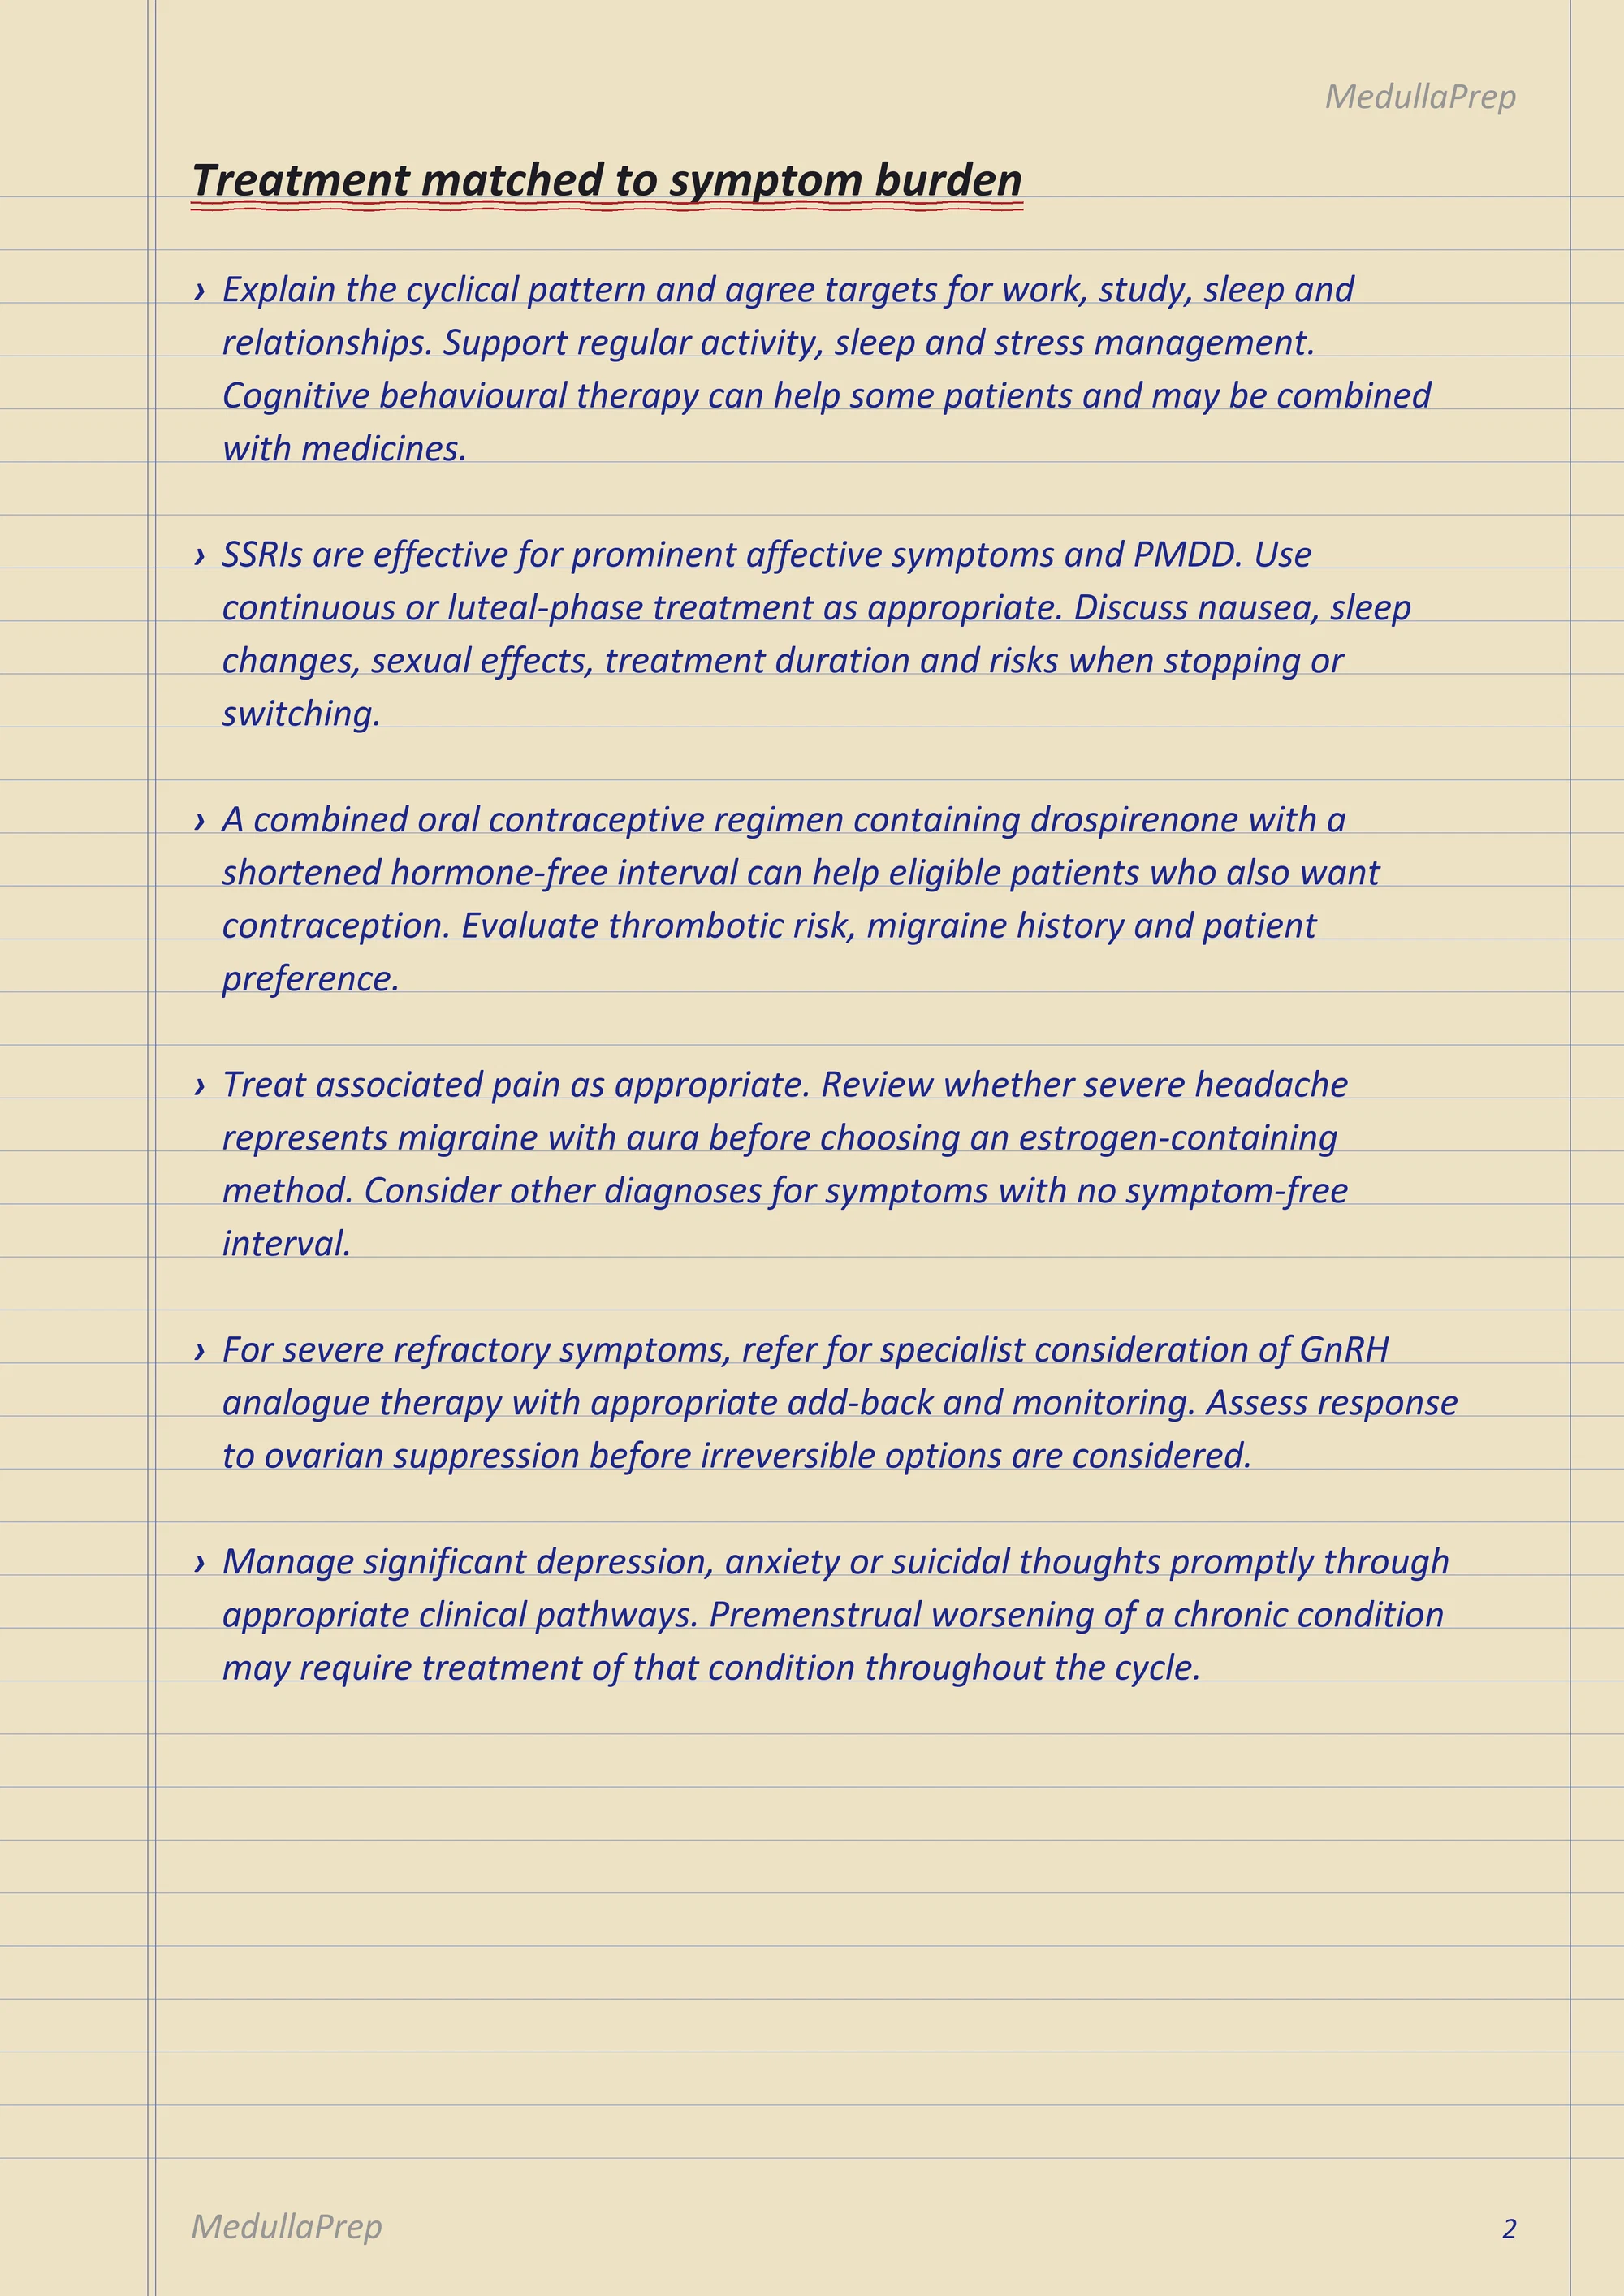 MedullaPrep
Treatment matched to symptom burden
› Explain the cyclical pattern and agree targets for work, study, sleep and
relationships. Support regular activity, sleep and stress management.
Cognitive behavioural therapy can help some patients and may be combined
with medicines.
› SSRIs are effective for prominent affective symptoms and PMDD. Use
continuous or luteal-phase treatment as appropriate. Discuss nausea, sleep
changes, sexual effects, treatment duration and risks when stopping or
switching.
› A combined oral contraceptive regimen containing drospirenone with a
shortened hormone-free interval can help eligible patients who also want
contraception. Evaluate thrombotic risk, migraine history and patient
preference.
› Treat associated pain as appropriate. Review whether severe headache
represents migraine with aura before choosing an estrogen-containing
method. Consider other diagnoses for symptoms with no symptom-free
interval.
› For severe refractory symptoms, refer for specialist consideration of GnRH
analogue therapy with appropriate add-back and monitoring. Assess response
to ovarian suppression before irreversible options are considered.
› Manage significant depression, anxiety or suicidal thoughts promptly through
appropriate clinical pathways. Premenstrual worsening of a chronic condition
may require treatment of that condition throughout the cycle.
MedullaPrep
2